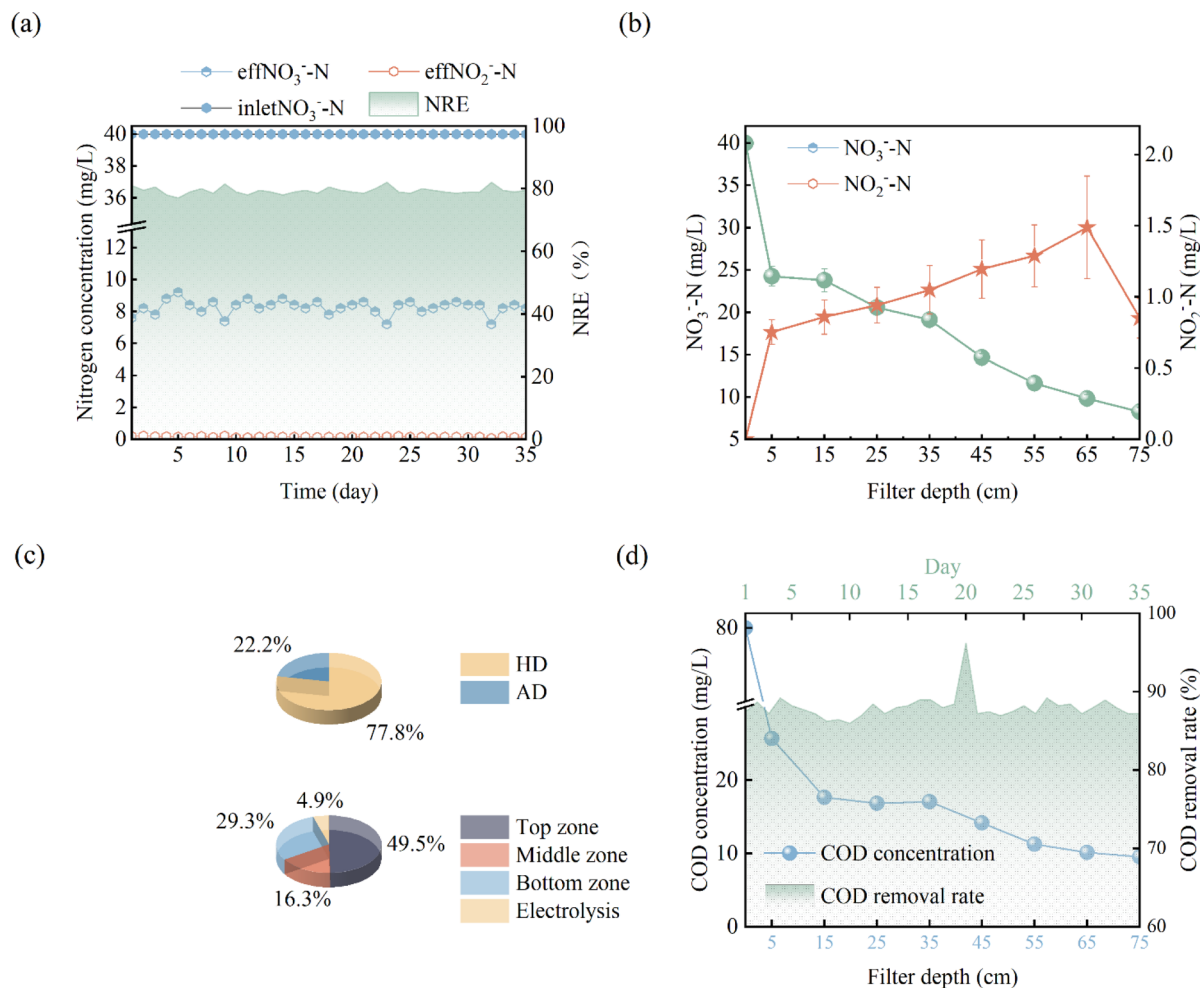 (a)
effNO₃⁻-N
effNO₂⁻-N
inletNO₃⁻-N
NRE
Nitrogen concentration (mg/L)
40
38
36
12
10
8
6
4
2
0
100
80
60
40
20
0
NRE (%)
5 10 15 20 25 30 35
Time (day)
(b)
NO₃⁻-N
NO₂⁻-N
NO₃⁻-N (mg/L)
40
35
30
25
20
15
10
5
2.0
1.5
1.0
0.5
0.0
NO₂⁻-N (mg/L)
5 15 25 35 45 55 65 75
Filter depth (cm)
(c)
22.2%
77.8%
HD
AD
4.9%
29.3%
49.5%
16.3%
Top zone
Middle zone
Bottom zone
Electrolysis
(d)
Day
1 5 10 15 20 25 30 35
COD concentration (mg/L)
80
20
10
0
100
90
80
70
60
COD removal rate (%)
COD concentration
COD removal rate
5 15 25 35 45 55 65 75
Filter depth (cm)